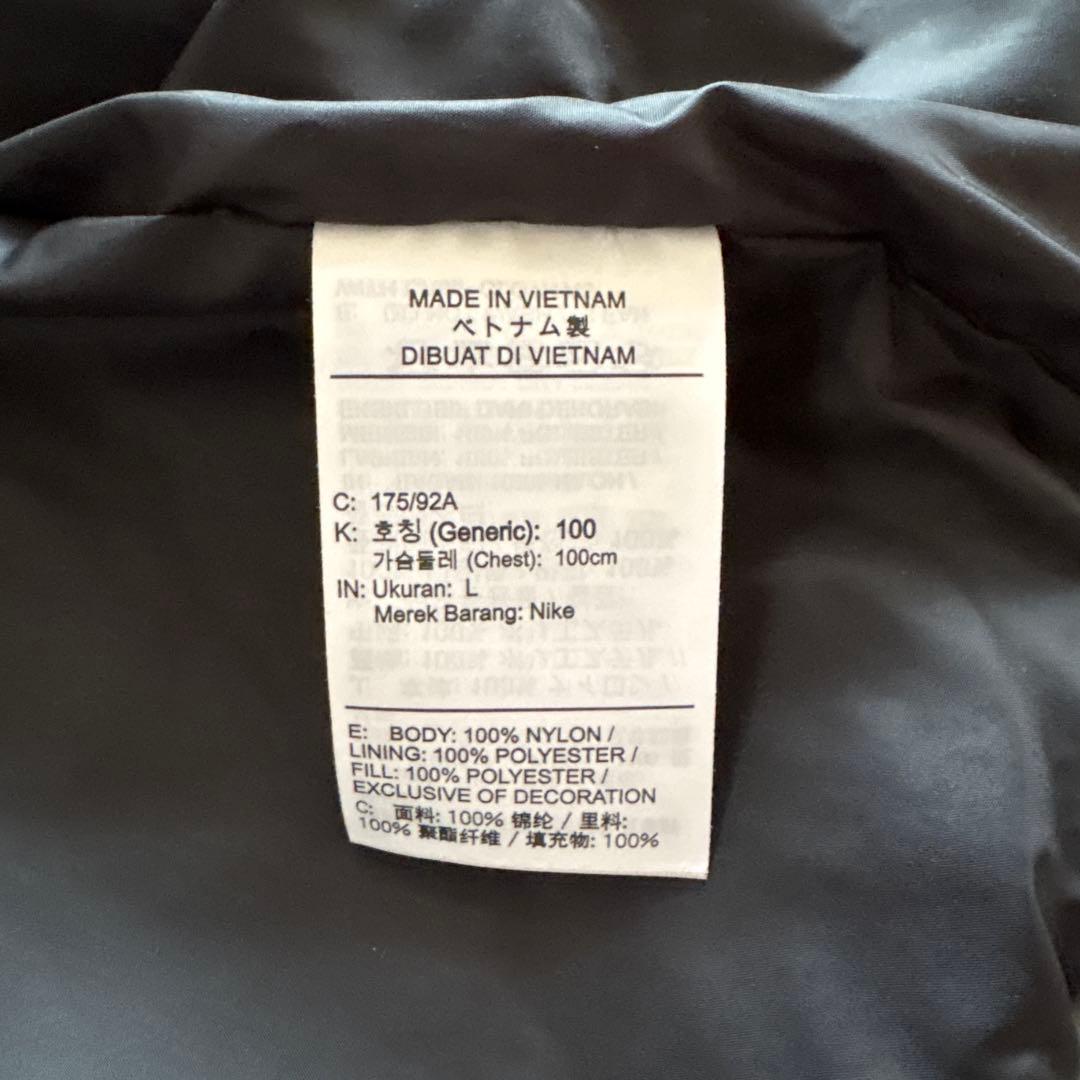 MADE IN VIETNAM
ベトナム製
DIBUAT DI VIETNAM
C: 175/92A
K: 호칭 (Generic): 100
가슴둘레 (Chest): 100cm
IN: Ukuran: L
Merek Barang: Nike
E: BODY: 100% NYLON /
LINING: 100% POLYESTER /
FILL: 100% POLYESTER /
EXCLUSIVE OF DECORATION
C: 面料: 100% 锦纶 / 里料:
100% 聚酯纤维 / 填充物: 100%